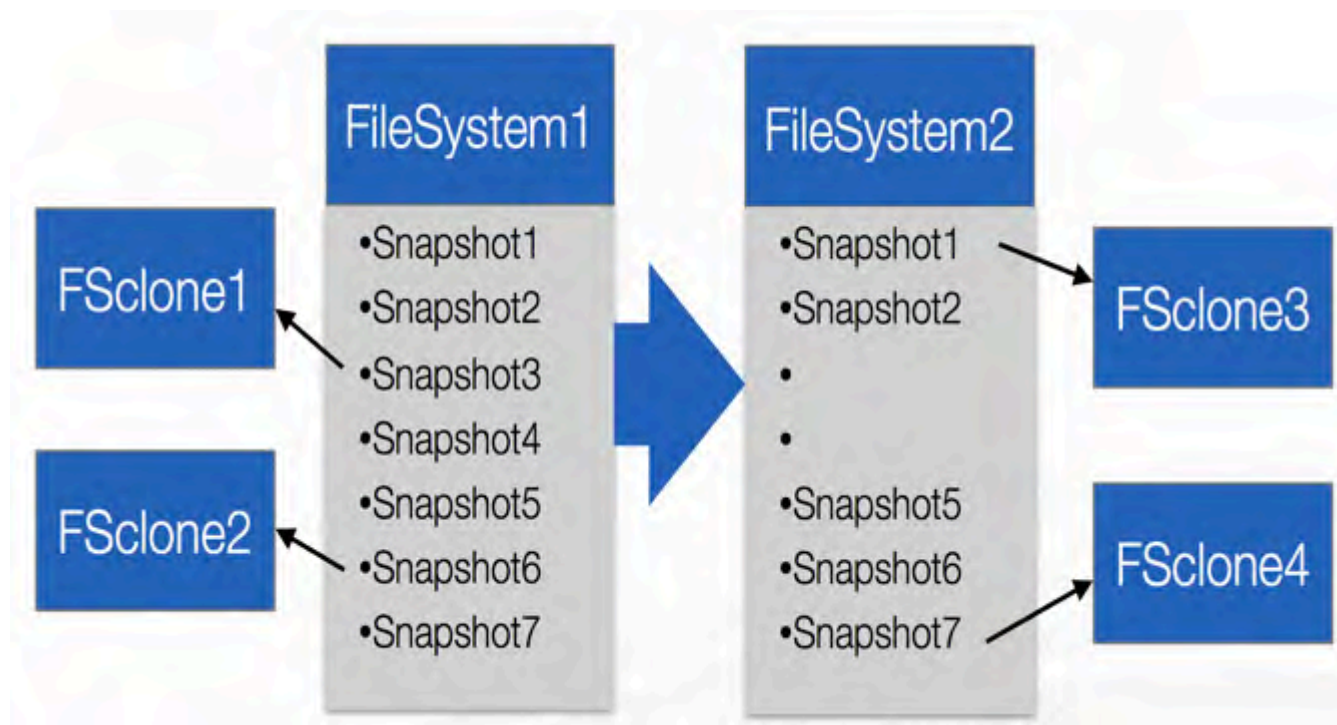 FileSystem1
•Snapshot1
•Snapshot2
•Snapshot3
•Snapshot4
•Snapshot5
•Snapshot6
•Snapshot7
FSclone1
FSclone2
FileSystem2
•Snapshot1
•Snapshot2
•
•
•Snapshot5
•Snapshot6
•Snapshot7
FSclone3
FSclone4